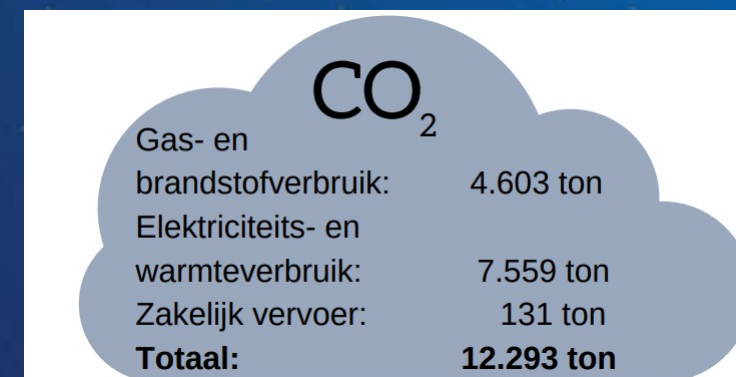 CO₂
Gas- en
brandstofverbruik: 4.603 ton
Elektriciteits- en
warmteverbruik: 7.559 ton
Zakelijk vervoer: 131 ton
Totaal: 12.293 ton